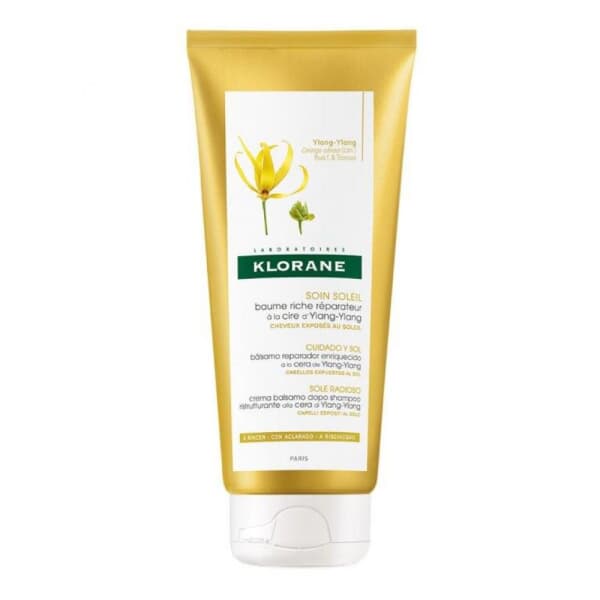 Ylang-Ylang
LABORATOIRES
KLORANE
SOIN SOLEIL
baume riche réparateur
à la cire d'Ylang-Ylang
CHEVEUX EXPOSÉS AU SOLEIL
CUIDADO Y SOL
bálsamo reparador enriquecido
a la cera de Ylang-Ylang
CABELLOS EXPUESTOS AL SOL
SOLE RADIOSO
crema balsamo dopo shampoo
ristrutturante alla cera di Ylang-Ylang
CAPELLI ESPOSTI AL SOLE
À RINCER - CON ACLARADO - A RISCIACQUO
PARIS